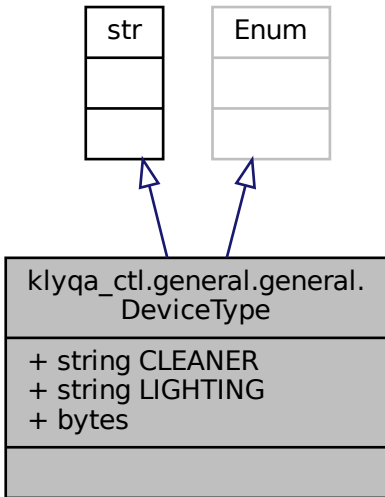 str
Enum
klyqa_ctl.general.general.
DeviceType
+ string CLEANER
+ string LIGHTING
+ bytes